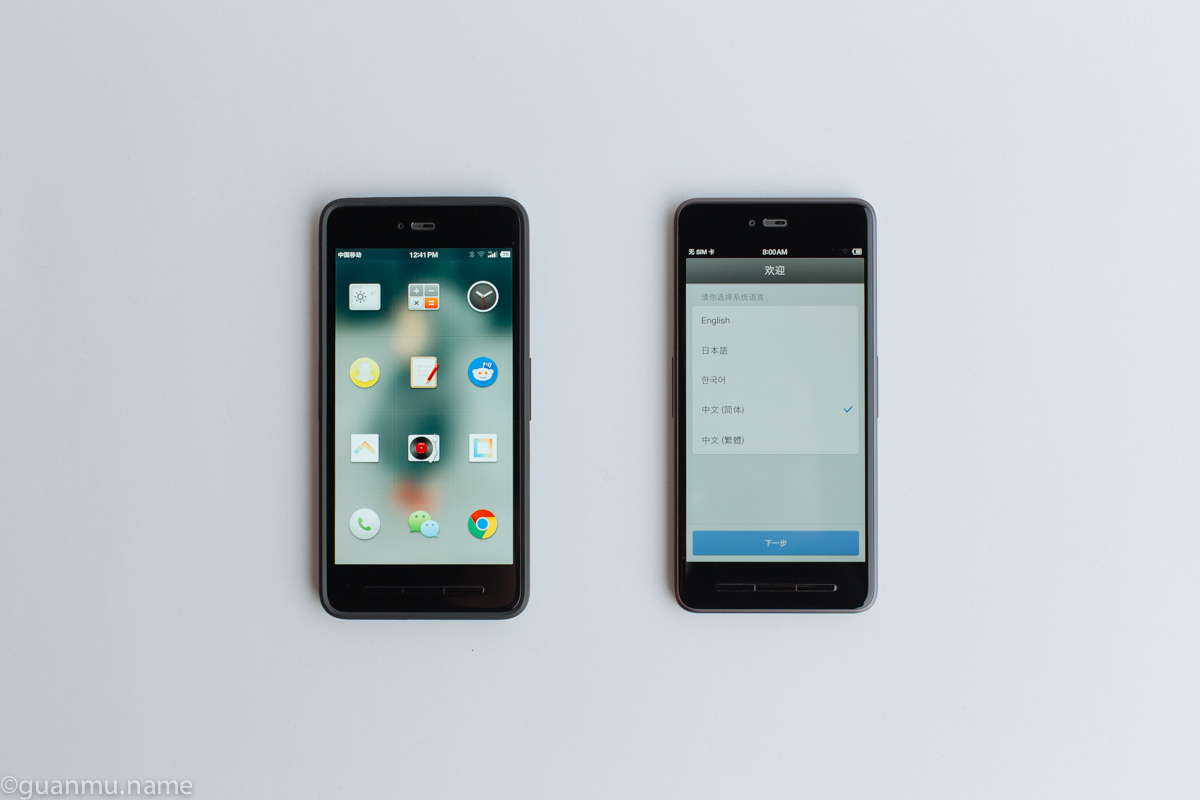 中国移动 12:41 PM
无 SIM 卡 8:00AM
欢迎
请你选择系统语言
English
日本語
한국어
中文 (简体)
中文 (繁體)
下一步
©guanmu.name